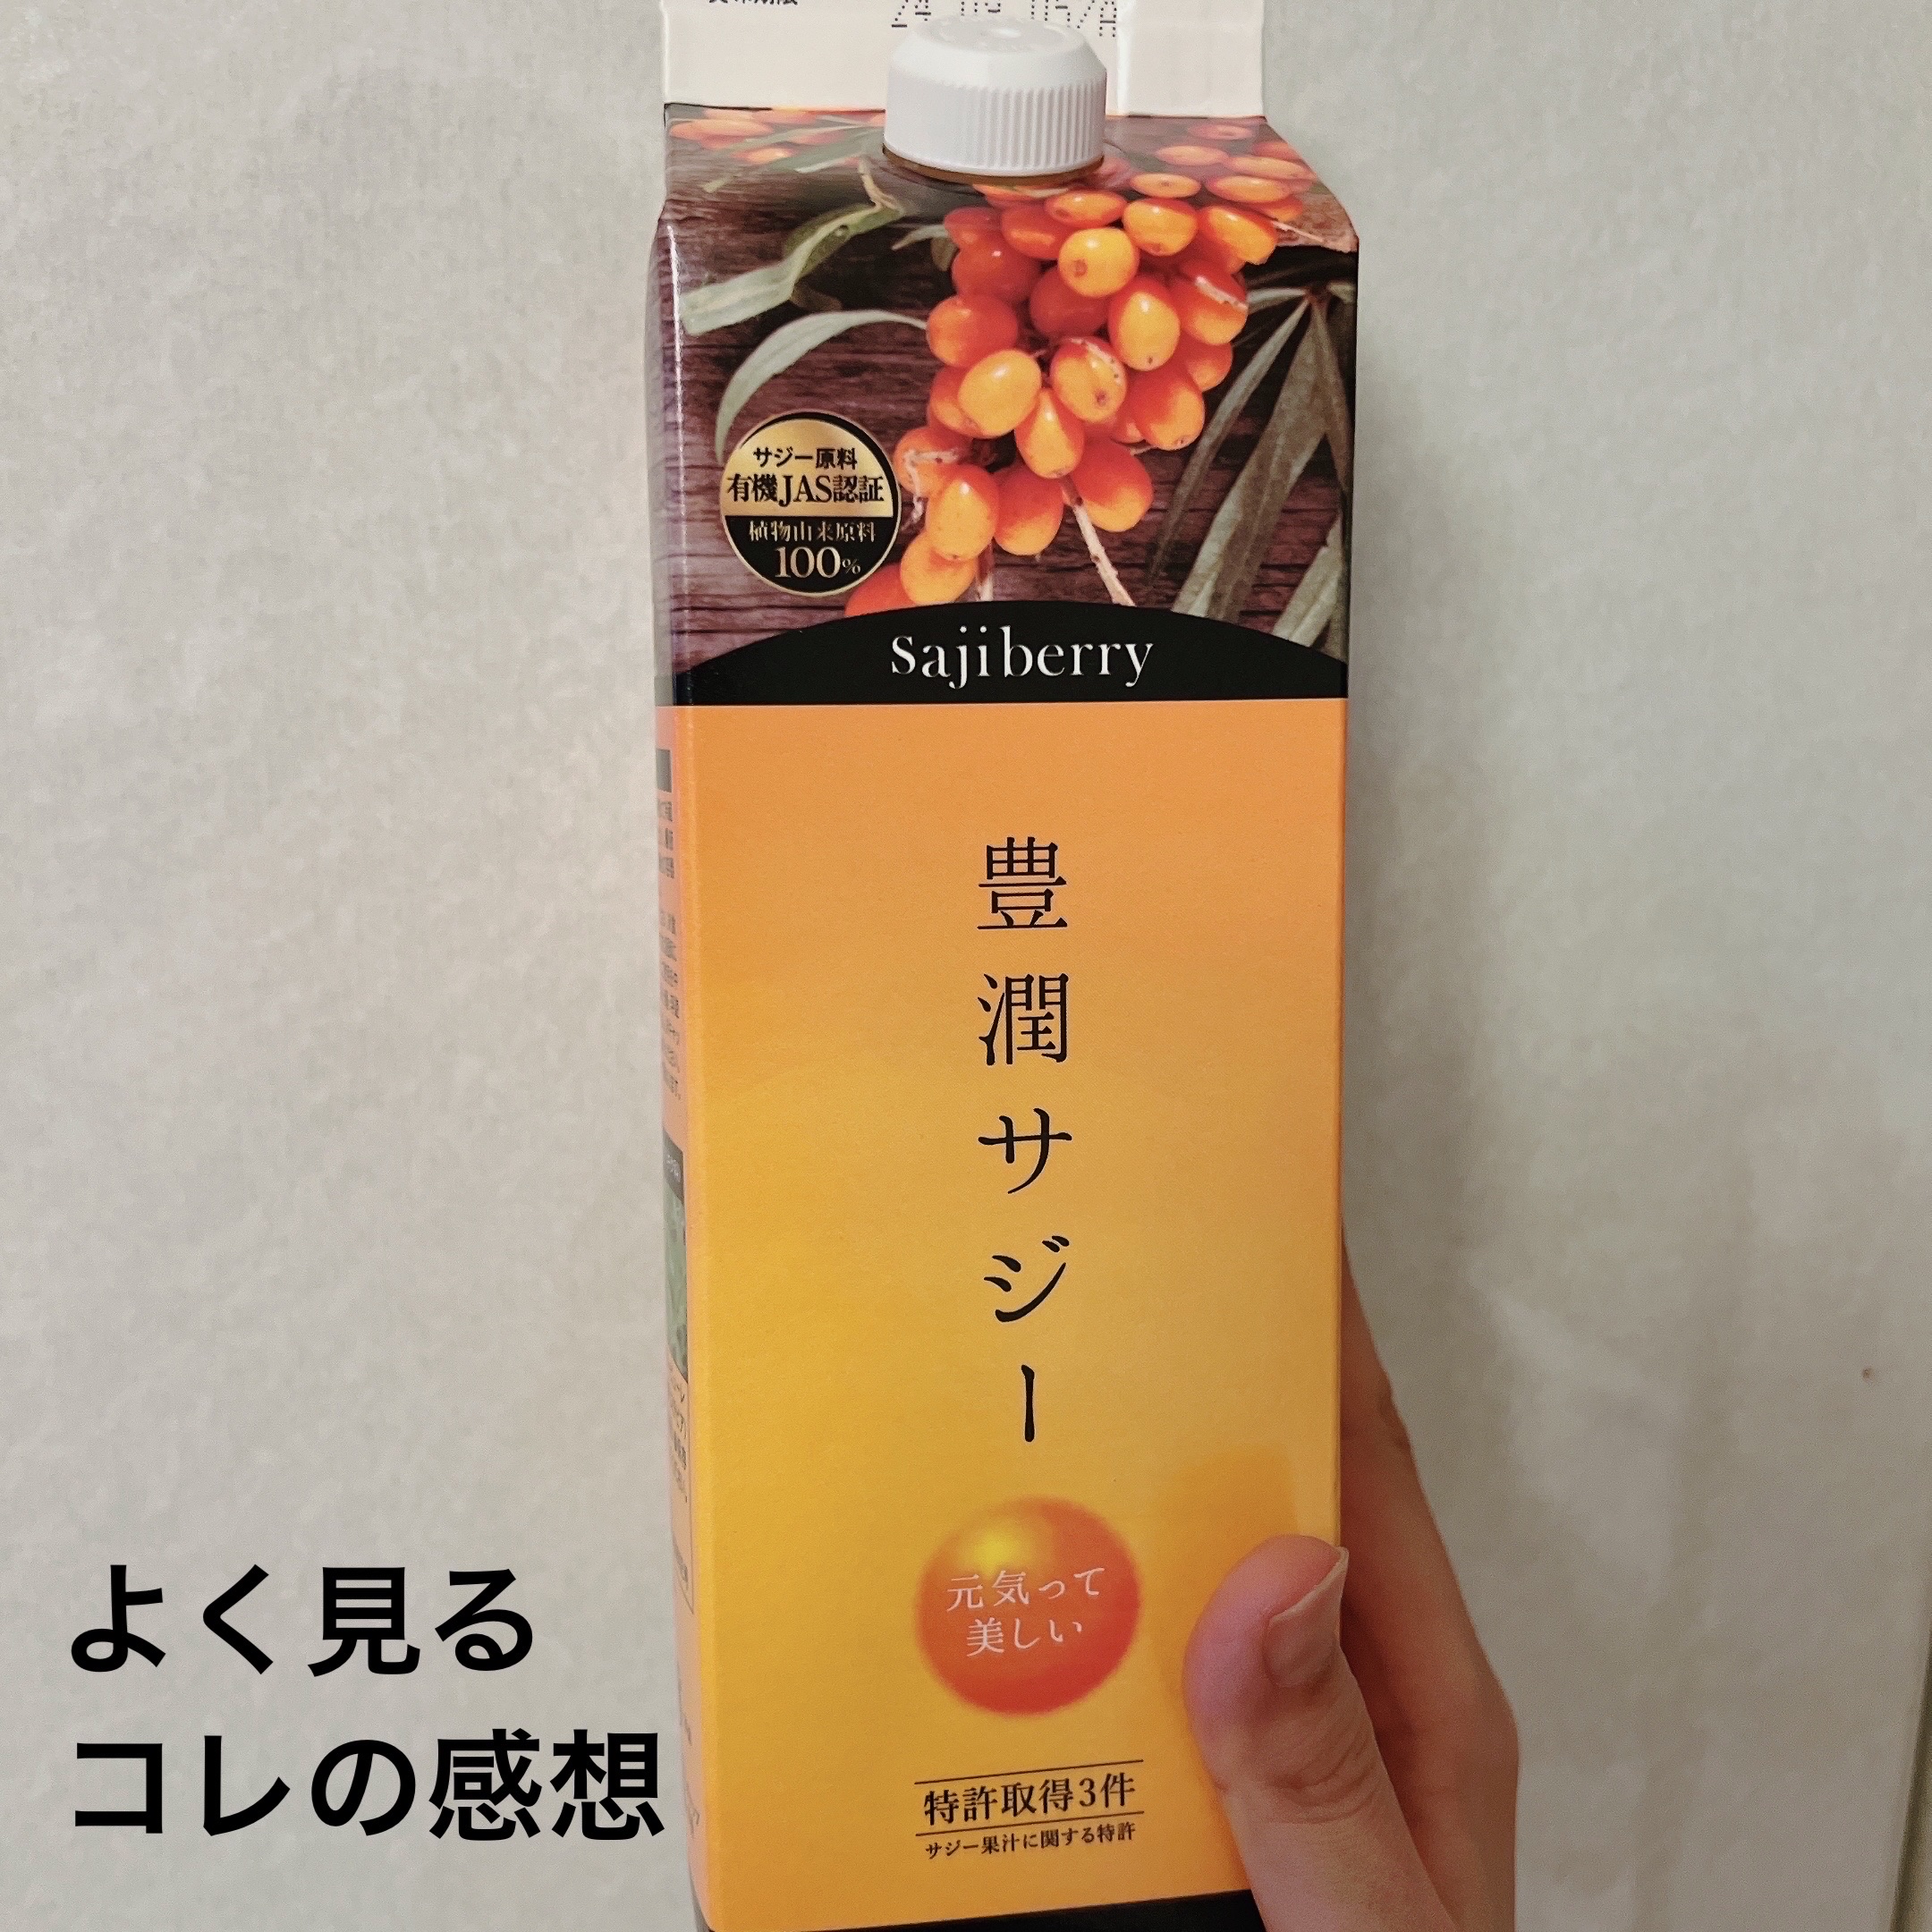 サジー原料
有機JAS認証
植物由来原料
100%
sajiberry
豊潤サジー
元気って
美しい
特許取得3件
サジー果汁に関する特許
よく見る
コレの感想